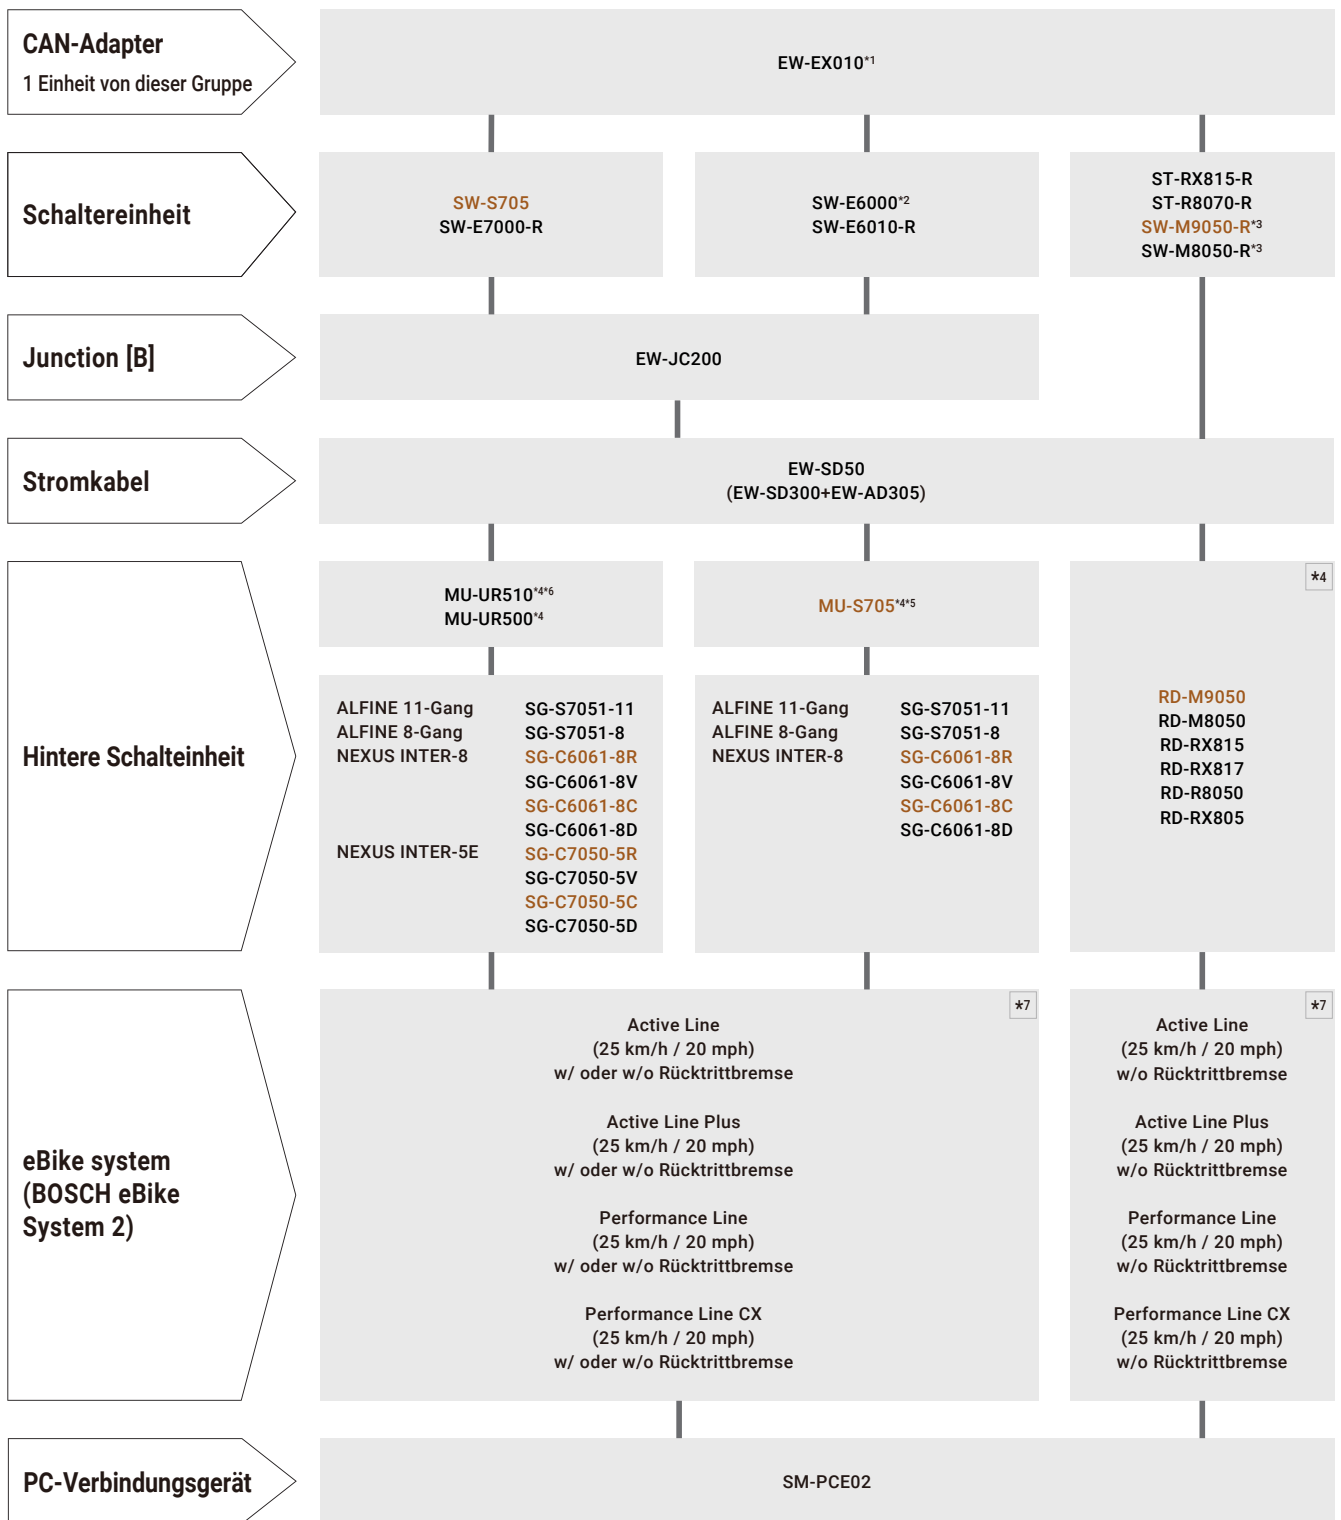 CAN-Adapter
1 Einheit von dieser Gruppe
EW-EX010*1
Schaltereinheit
SW-S705
SW-E7000-R
SW-E6000*2
SW-E6010-R
ST-RX815-R
ST-R8070-R
SW-M9050-R*3
SW-M8050-R*3
Junction [B]
EW-JC200
Stromkabel
EW-SD50
(EW-SD300+EW-AD305)
Hintere Schalteinheit
MU-UR510*4*6
MU-UR500*4
MU-S705*4*5
*4
ALFINE 11-Gang SG-S7051-11
ALFINE 8-Gang SG-S7051-8
NEXUS INTER-8 SG-C6061-8R
SG-C6061-8V
SG-C6061-8C
SG-C6061-8D
NEXUS INTER-5E SG-C7050-5R
SG-C7050-5V
SG-C7050-5C
SG-C7050-5D
ALFINE 11-Gang SG-S7051-11
ALFINE 8-Gang SG-S7051-8
NEXUS INTER-8 SG-C6061-8R
SG-C6061-8V
SG-C6061-8C
SG-C6061-8D
RD-M9050
RD-M8050
RD-RX815
RD-RX817
RD-R8050
RD-RX805
eBike system
(BOSCH eBike
System 2)
*7
Active Line
(25 km/h / 20 mph)
w/ oder w/o Rücktrittbremse
Active Line Plus
(25 km/h / 20 mph)
w/ oder w/o Rücktrittbremse
Performance Line
(25 km/h / 20 mph)
w/ oder w/o Rücktrittbremse
Performance Line CX
(25 km/h / 20 mph)
w/ oder w/o Rücktrittbremse
*7
Active Line
(25 km/h / 20 mph)
w/o Rücktrittbremse
Active Line Plus
(25 km/h / 20 mph)
w/o Rücktrittbremse
Performance Line
(25 km/h / 20 mph)
w/o Rücktrittbremse
Performance Line CX
(25 km/h / 20 mph)
w/o Rücktrittbremse
PC-Verbindungsgerät
SM-PCE02